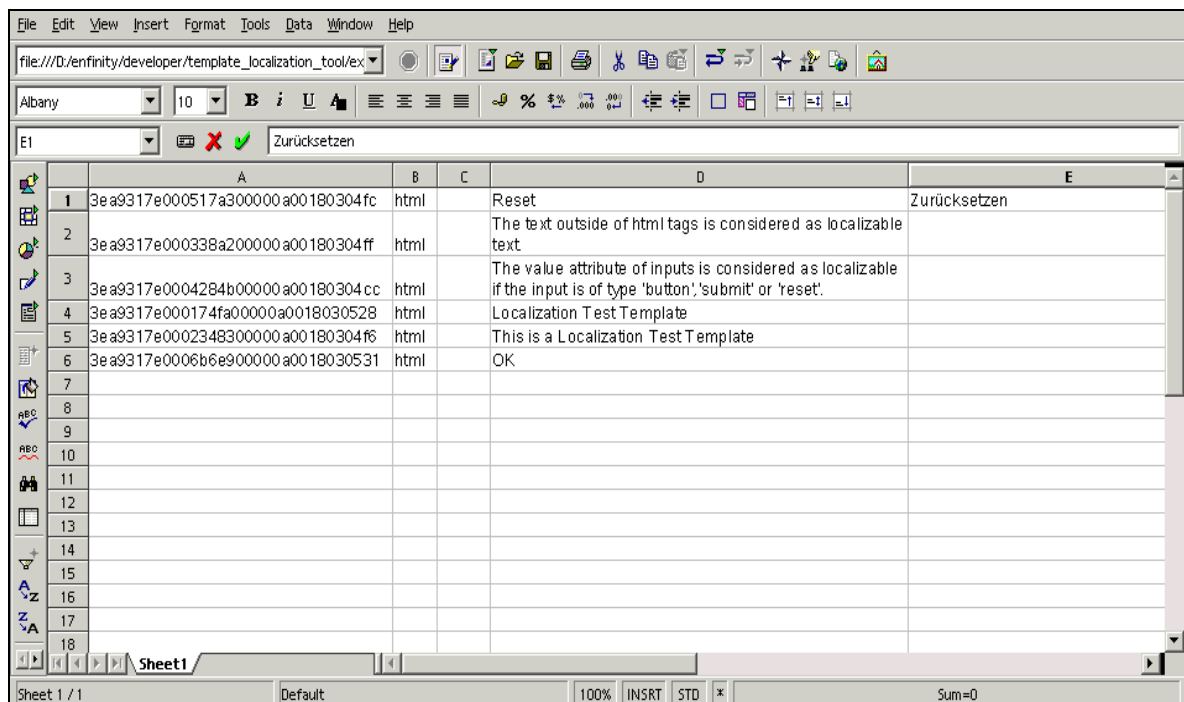 File Edit View Insert Format Tools Data Window Help
file:///D:/enfinity/developer/template_localization_tool/ex
Albany 10 B i U A % $% .000 .000
E1 Zurücksetzen
A B C D E
1 3ea9317e000517a300000a00180304fc html Reset Zurücksetzen
The text outside of html tags is considered as localizable
2 3ea9317e000338a200000a00180304ff html text.
The value attribute of inputs is considered as localizable
3 3ea9317e0004284b00000a00180304cc html if the input is of type 'button','submit' or 'reset'.
4 3ea9317e000174fa00000a0018030528 html Localization Test Template
5 3ea9317e0002348300000a00180304f6 html This is a Localization Test Template
6 3ea9317e0006b6e900000a0018030531 html OK
7
8
ABC
9
ABC
10
11
12
13
14
15
A Z
16
Z A
17
18
Sheet1
Sheet 1 / 1 Default 100% INSRT STD * Sum=0